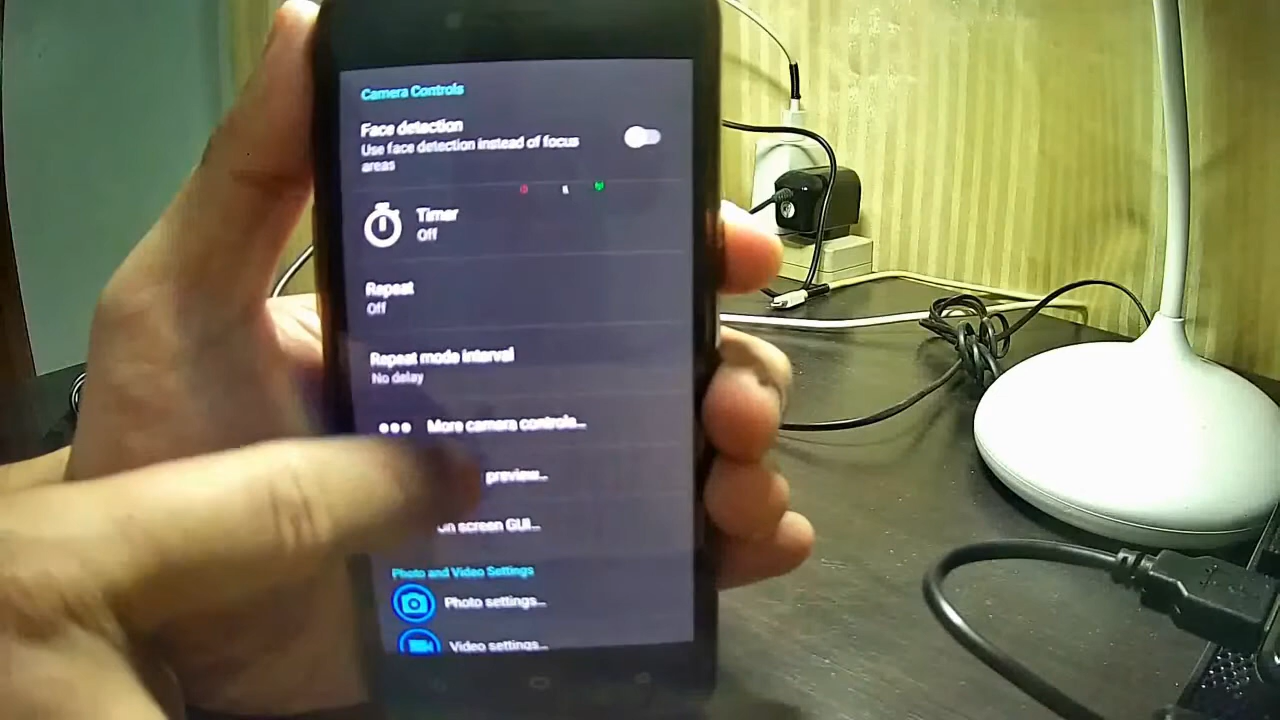 Camera Controls
Face detection
Use face detection instead of focus
areas
Timer
Off
Repeat
Off
Repeat mode interval
No delay
More camera controls...
preview...
on screen GUI...
Photo and Video Settings
Photo settings...
Video settings...